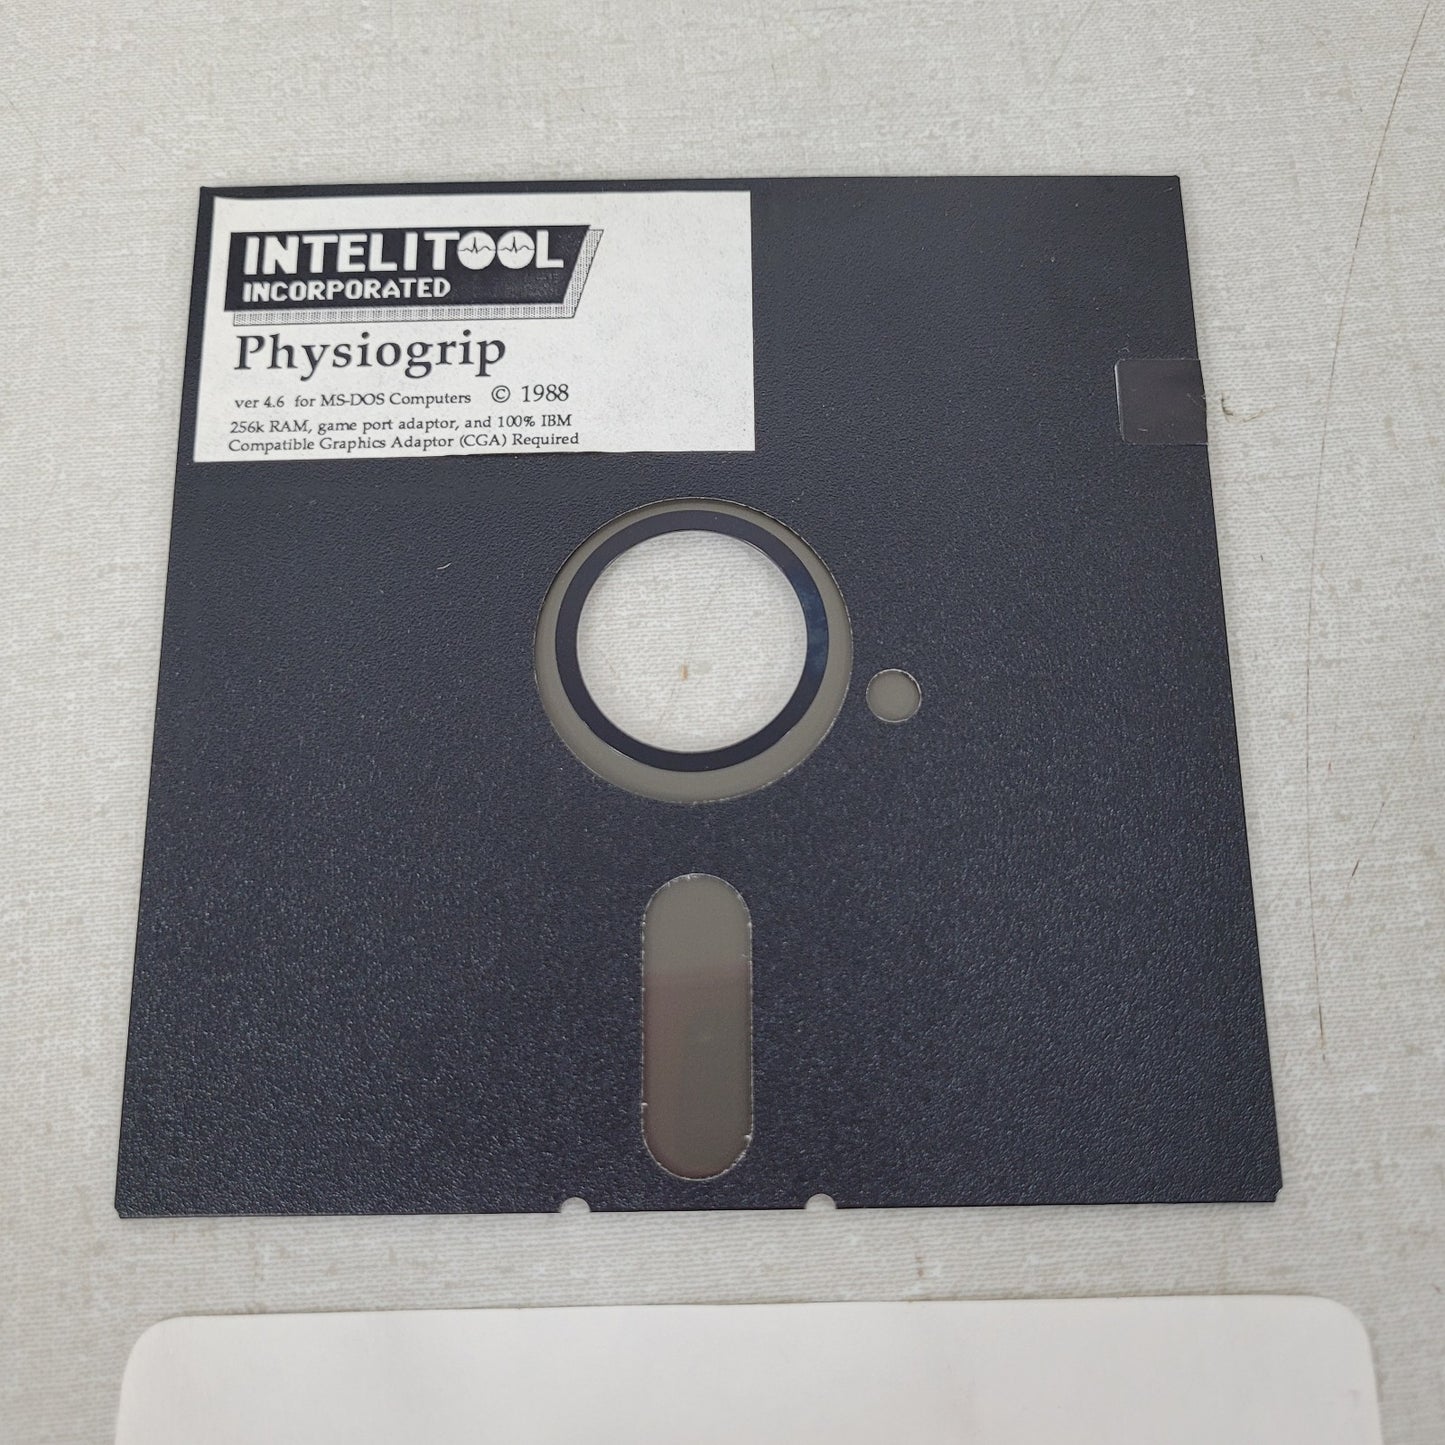 INTELITOOL
INCORPORATED
Physiogrip
ver 4.6 for MS-DOS Computers © 1988
256k RAM, game port adaptor, and 100% IBM
Compatible Graphics Adaptor (CGA) Required